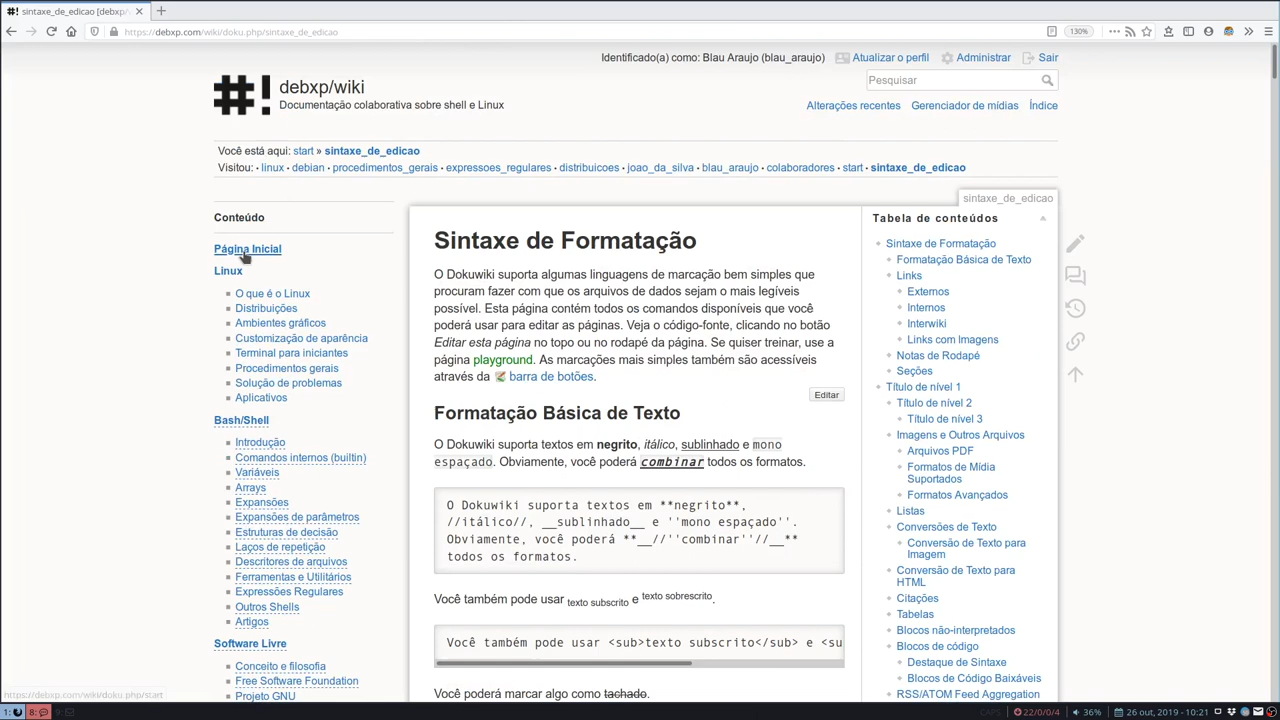 sintaxe_de_edicao [debxp/
https://debxp.com/wiki/doku.php/sintaxe_de_edicao
130%
Identificado(a) como: Blau Araujo (blau_araujo) Atualizar o perfil Administrar Sair
debxp/wiki
Documentação colaborativa sobre shell e Linux
Pesquisar
Alterações recentes Gerenciador de mídias Índice
Você está aqui: start » sintaxe_de_edicao
Visitou: • linux • debian • procedimentos_gerais • expressoes_regulares • distribuicoes • joao_da_silva • blau_araujo • colaboradores • start • sintaxe_de_edicao
sintaxe_de_edicao
Conteúdo
Página Inicial
Linux
O que é o Linux
Distribuições
Ambientes gráficos
Customização de aparência
Terminal para iniciantes
Procedimentos gerais
Solução de problemas
Aplicativos
Bash/Shell
Introdução
Comandos internos (builtin)
Variáveis
Arrays
Expansões
Expansões de parâmetros
Estruturas de decisão
Laços de repetição
Descritores de arquivos
Ferramentas e Utilitários
Expressões Regulares
Outros Shells
Artigos
Software Livre
Conceito e filosofia
Free Software Foundation
Projeto GNU
Sintaxe de Formatação
O Dokuwiki suporta algumas linguagens de marcação bem simples que
procuram fazer com que os arquivos de dados sejam o mais legíveis
possível. Esta página contém todos os comandos disponíveis que você
poderá usar para editar as páginas. Veja o código-fonte, clicando no botão
Editar esta página no topo ou no rodapé da página. Se quiser treinar, use a
página playground. As marcações mais simples também são acessíveis
através da barra de botões.
Editar
Formatação Básica de Texto
O Dokuwiki suporta textos em negrito, itálico, sublinhado e mono
espaçado. Obviamente, você poderá combinar todos os formatos.
O Dokuwiki suporta textos em **negrito**,
//itálico//, __sublinhado__ e ''mono espaçado''.
Obviamente, você poderá **__//''combinar''//__**
todos os formatos.
Você também pode usar texto subscrito e texto sobrescrito.
Você também pode usar <sub>texto subscrito</sub> e <su
Você poderá marcar algo como tachado.
Tabela de conteúdos
Sintaxe de Formatação
Formatação Básica de Texto
Links
Externos
Internos
Interwiki
Links com Imagens
Notas de Rodapé
Seções
Título de nível 1
Título de nível 2
Título de nível 3
Imagens e Outros Arquivos
Arquivos PDF
Formatos de Mídia
Suportados
Formatos Avançados
Listas
Conversões de Texto
Conversão de Texto para
Imagem
Conversão de Texto para
HTML
Citações
Tabelas
Blocos não-interpretados
Blocos de código
Destaque de Sintaxe
Blocos de Código Baixáveis
RSS/ATOM Feed Aggregation
https://debxp.com/wiki/doku.php/start
1: 8: 9: CAPS 22/0/0/4 36% 26 out, 2019 - 10:21